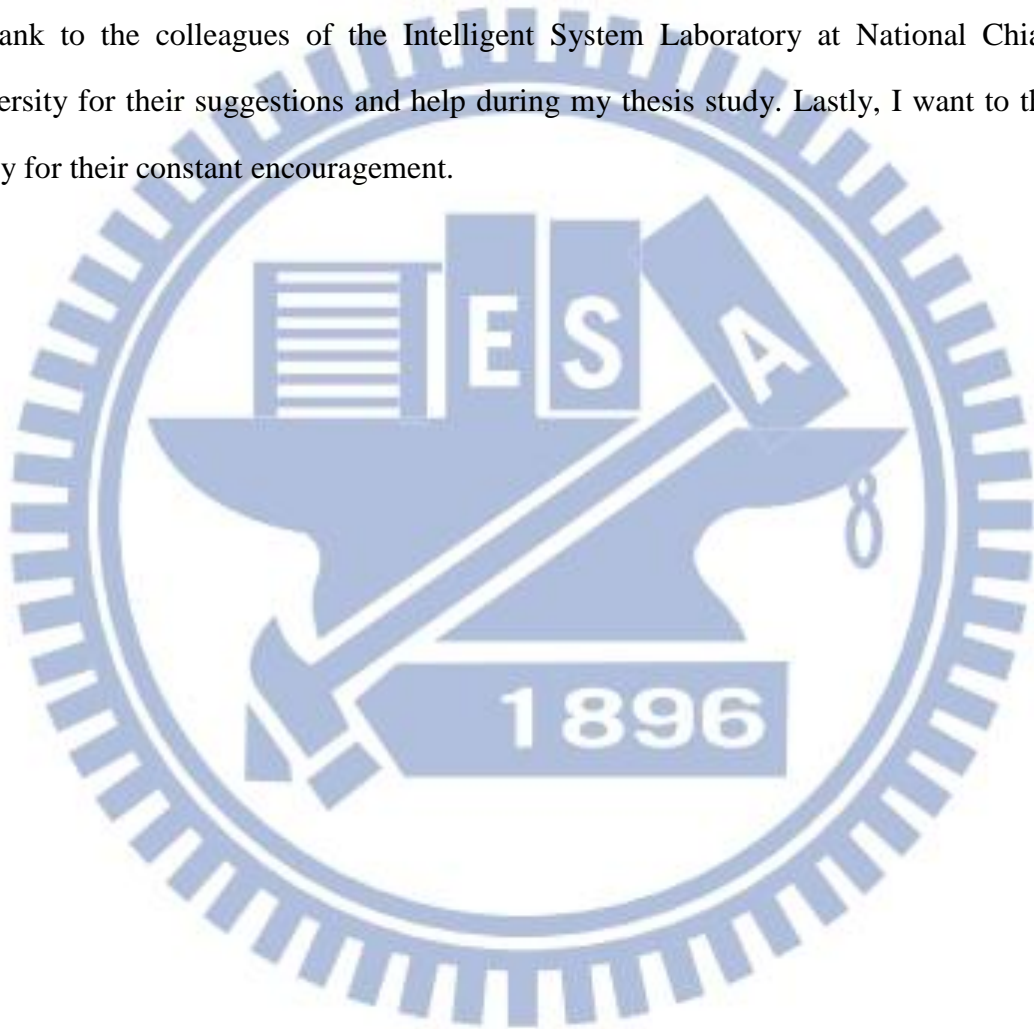 ank to the colleagues of the Intelligent System Laboratory at National Chia
ersity for their suggestions and help during my thesis study. Lastly, I want to th
y for their constant encouragement.
E S A
1896